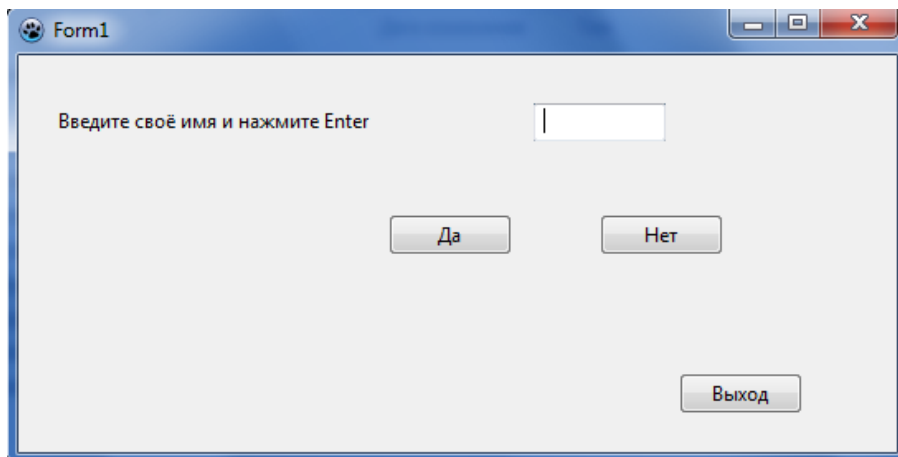 Form1
Введите своё имя и нажмите Enter
Да Нет
Выход